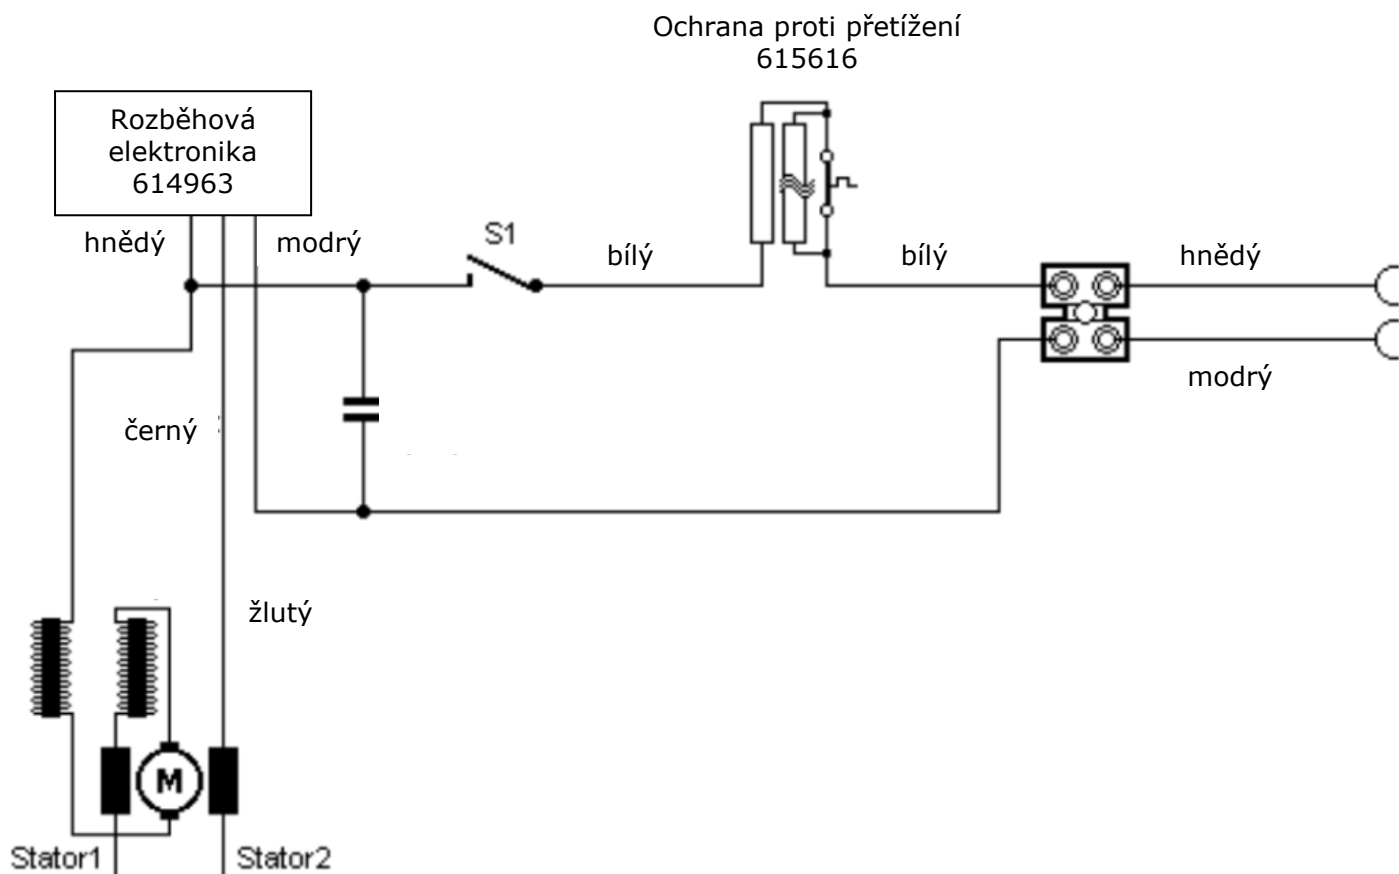 Ochrana proti přetížení
615616
Rozběhová
elektronika
614963
hnědý
modrý
S1
bílý
bílý
hnědý
modrý
černý
žlutý
M
Stator1
Stator2